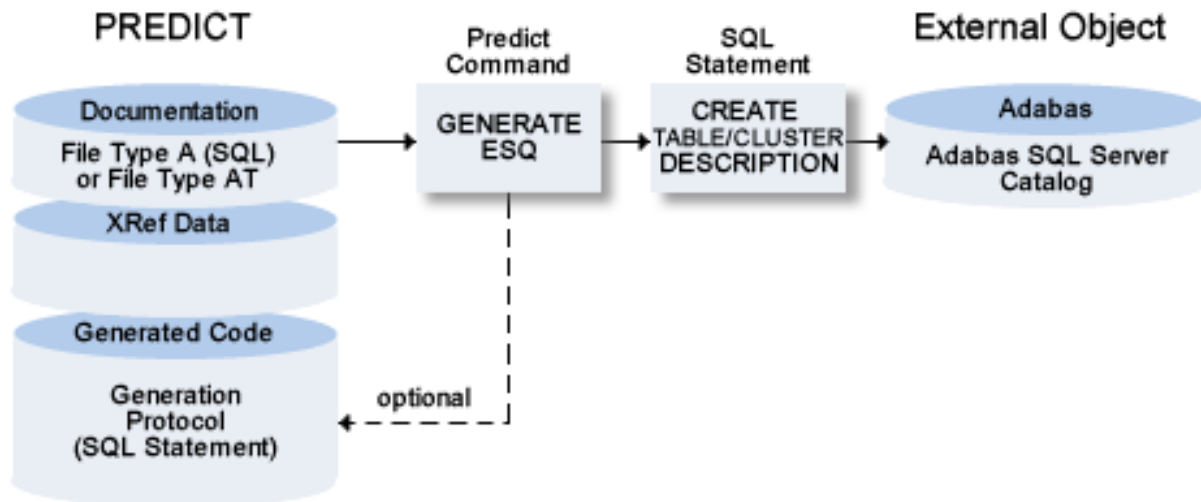 PREDICT
Predict
Command
SQL
Statement
External Object
Documentation
File Type A (SQL)
or File Type AT
GENERATE
ESQ
CREATE
TABLE/CLUSTER
DESCRIPTION
Adabas
Adabas SQL Server
Catalog
XRef Data
Generated Code
Generation
Protocol
(SQL Statement)
optional